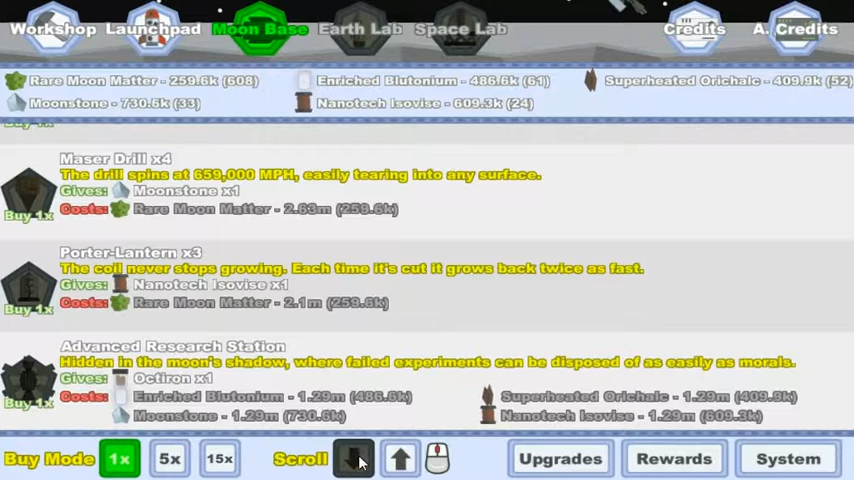 Workshop Launchpad Moon Base Earth Lab Space Lab Credits A. Credits
Rare Moon Matter - 259.6k (608) Enriched Blutonium - 486.6k (61) Superheated Orichalc - 409.9k (52)
Moonstone - 730.6k (33) Nanotech Isovise - 609.3k (24)
Buy 1x
Maser Drill x4
The drill spins at 659,000 MPH, easily tearing into any surface.
Gives: Moonstone x1
Buy 1x Costs: Rare Moon Matter - 2.63m (259.6k)
Porter-Lantern x3
The coil never stops growing. Each time it's cut it grows back twice as fast.
Gives: Nanotech Isovise x1
Buy 1x Costs: Rare Moon Matter - 2.1m (259.6k)
Advanced Research Station
Hidden in the moon's shadow, where failed experiments can be disposed of as easily as morals.
Gives: Octiron x1
Costs: Enriched Blutonium - 1.29m (486.6k) Superheated Orichalc - 1.29m (409.9k)
Buy 1x Moonstone - 1.29m (730.6k) Nanotech Isovise - 1.29m (609.3k)
Buy Mode 1x 5x 15x Scroll Upgrades Rewards System